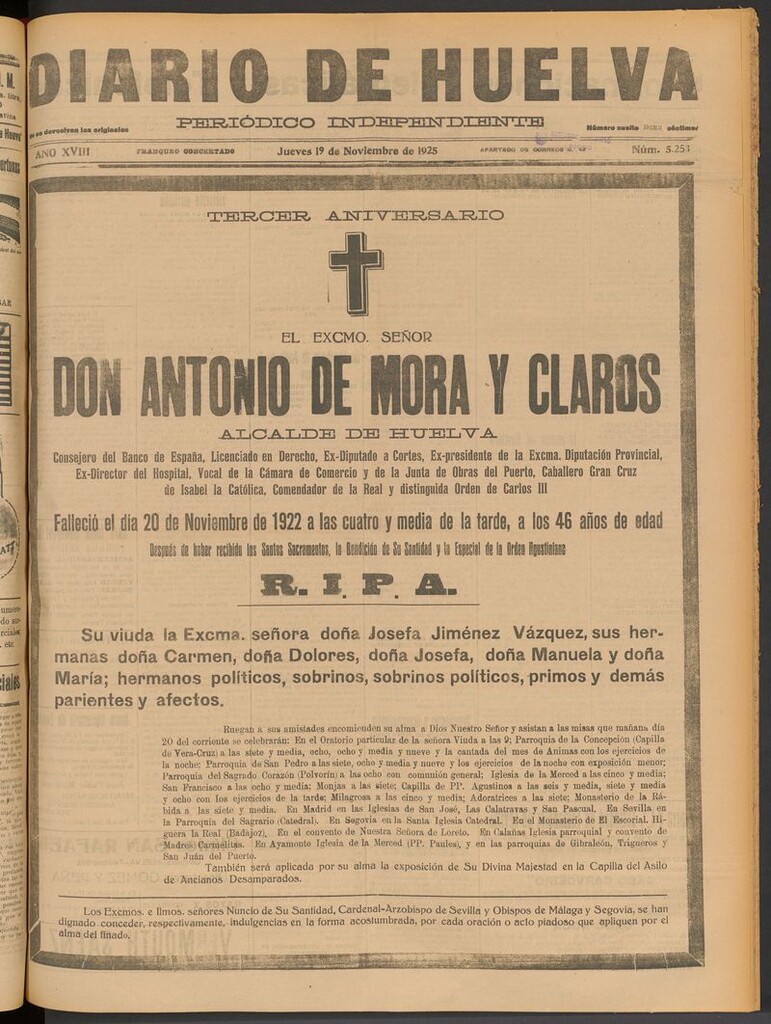 DIARIO DE HUELVA
PERIÓDICO INDEPENDIENTE
No se devuelven los originales
Número suelto DIEZ céntimos
AÑO XVIII
FRANQUEO CONCERTADO
Jueves 19 de Noviembre de 1925
APARTADO DE CORREOS
Núm. 5.253
TERCER ANIVERSARIO
EL EXCMO. SEÑOR
DON ANTONIO DE MORA Y CLAROS
ALCALDE DE HUELVA
Consejero del Banco de España, Licenciado en Derecho, Ex-Diputado a Cortes, Ex-presidente de la Excma. Diputación Provincial,
Ex-Director del Hospital, Vocal de la Cámara de Comercio y de la Junta de Obras del Puerto, Caballero Gran Cruz
de Isabel la Católica, Comendador de la Real y distinguida Orden de Carlos III
Falleció el día 20 de Noviembre de 1922 a las cuatro y media de la tarde, a los 46 años de edad
Después de haber recibido los Santos Sacramentos, la Bendición de Su Santidad y la Especial de la Orden Agustiniana
R. I. P. A.
Su viuda la Excma. señora doña Josefa Jiménez Vázquez, sus her-
manas doña Carmen, doña Dolores, doña Josefa, doña Manuela y doña
María; hermanos políticos, sobrinos, sobrinos políticos, primos y demás
parientes y afectos.
Ruegan a sus amistades encomienden su alma a Dios Nuestro Señor y asistan a las misas que mañana día
20 del corriente se celebrarán: En el Oratorio particular de la señora Viuda a las 9; Parroquia de la Concepción (Capilla
de Vera-Cruz) a las siete y media, ocho, ocho y media y nueve y la cantada del mes de Animas con los ejercicios de
la noche; Parroquia de San Pedro a las siete, ocho y media y nueve y los ejercicios de la noche con exposición menor;
Parroquia del Sagrado Corazón (Polvorín) a las ocho con comunión general; Iglesia de la Merced a las cinco y media;
San Francisco a las ocho y media; Monjas a las siete; Capilla de PP. Agustinos a las seis y media, siete y media
y ocho con los ejercicios de la tarde; Milagrosa a las cinco y media; Adoratrices a las siete; Monasterio de la Rá-
bida a las siete y media. En Madrid en las Iglesias de San José, Las Calatravas y San Pascual. En Sevilla en
la Parroquia del Sagrario (Catedral). En Segovia en la Santa Iglesia Catedral. En el Monasterio de El Escorial, Hi-
guera la Real (Badajoz). En el convento de Nuestra Señora de Loreto. En Calañas Iglesia parroquial y convento de
Madres Carmelitas. En Ayamonte Iglesia de la Merced (PP. Paules), y en las parroquias de Gibraleón, Trigueros y
San Juan del Puerto.
También será aplicada por su alma la exposición de Su Divina Majestad en la Capilla del Asilo
de Ancianos Desamparados.
Los Excmos. e Ilmos. señores Nuncio de Su Santidad, Cardenal-Arzobispo de Sevilla y Obispos de Málaga y Segovia, se han
dignado conceder, respectivamente, indulgencias en la forma acostumbrada, por cada oración o acto piadoso que apliquen por el
alma del finado.